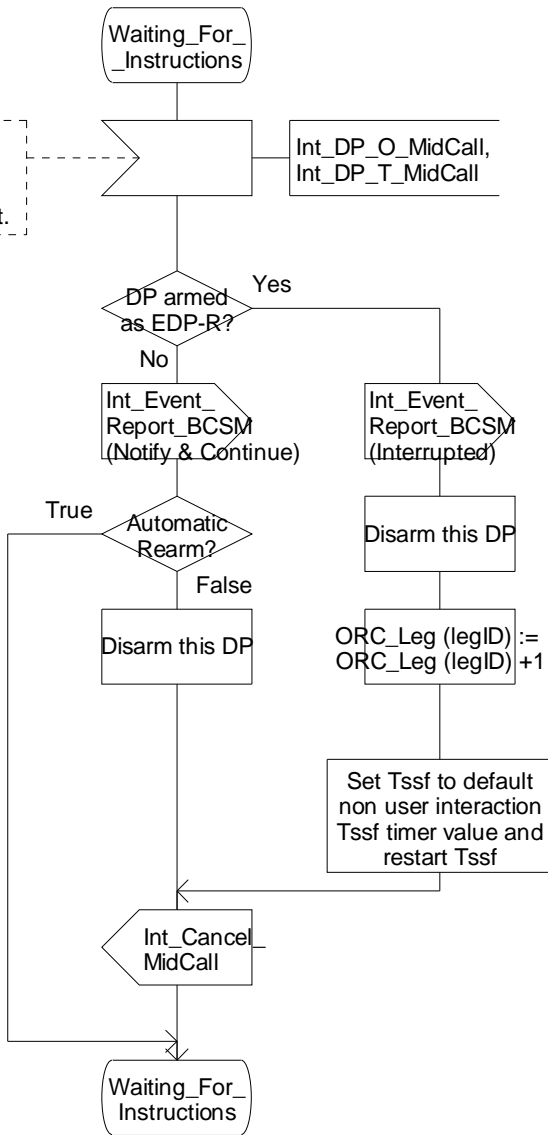 Waiting_For_
_Instructions
Int_DP_O_MidCall,
Int_DP_T_MidCall
t.
DP armed
as EDP-R?
Yes
No
Int_Event_
Report_BCSM
(Notify & Continue)
Int_Event_
Report_BCSM
(Interrupted)
True
Automatic
Rearm?
False
Disarm this DP
Disarm this DP
ORC_Leg (legID) :=
ORC_Leg (legID) +1
Set Tssf to default
non user interaction
Tssf timer value and
restart Tssf
Int_Cancel_
MidCall
Waiting_For_
Instructions